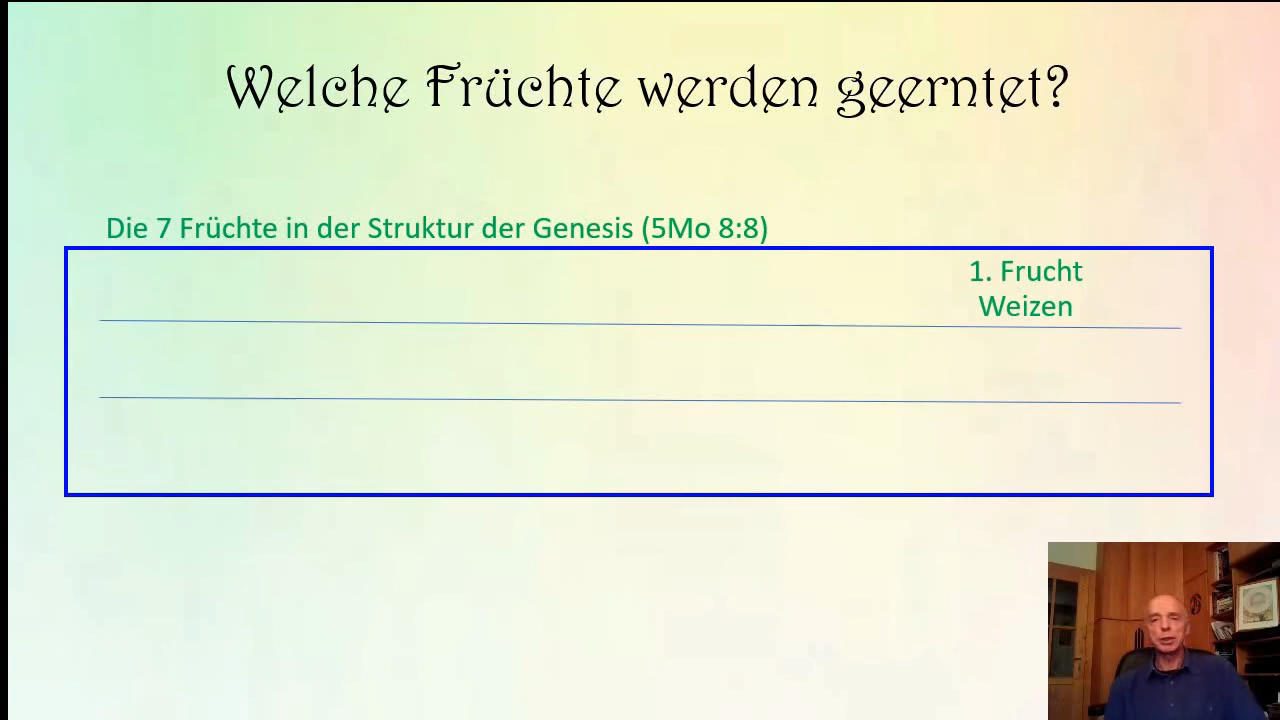 Welche Früchte werden geerntet?
Die 7 Früchte in der Struktur der Genesis (5Mo 8:8)
1. Frucht
Weizen